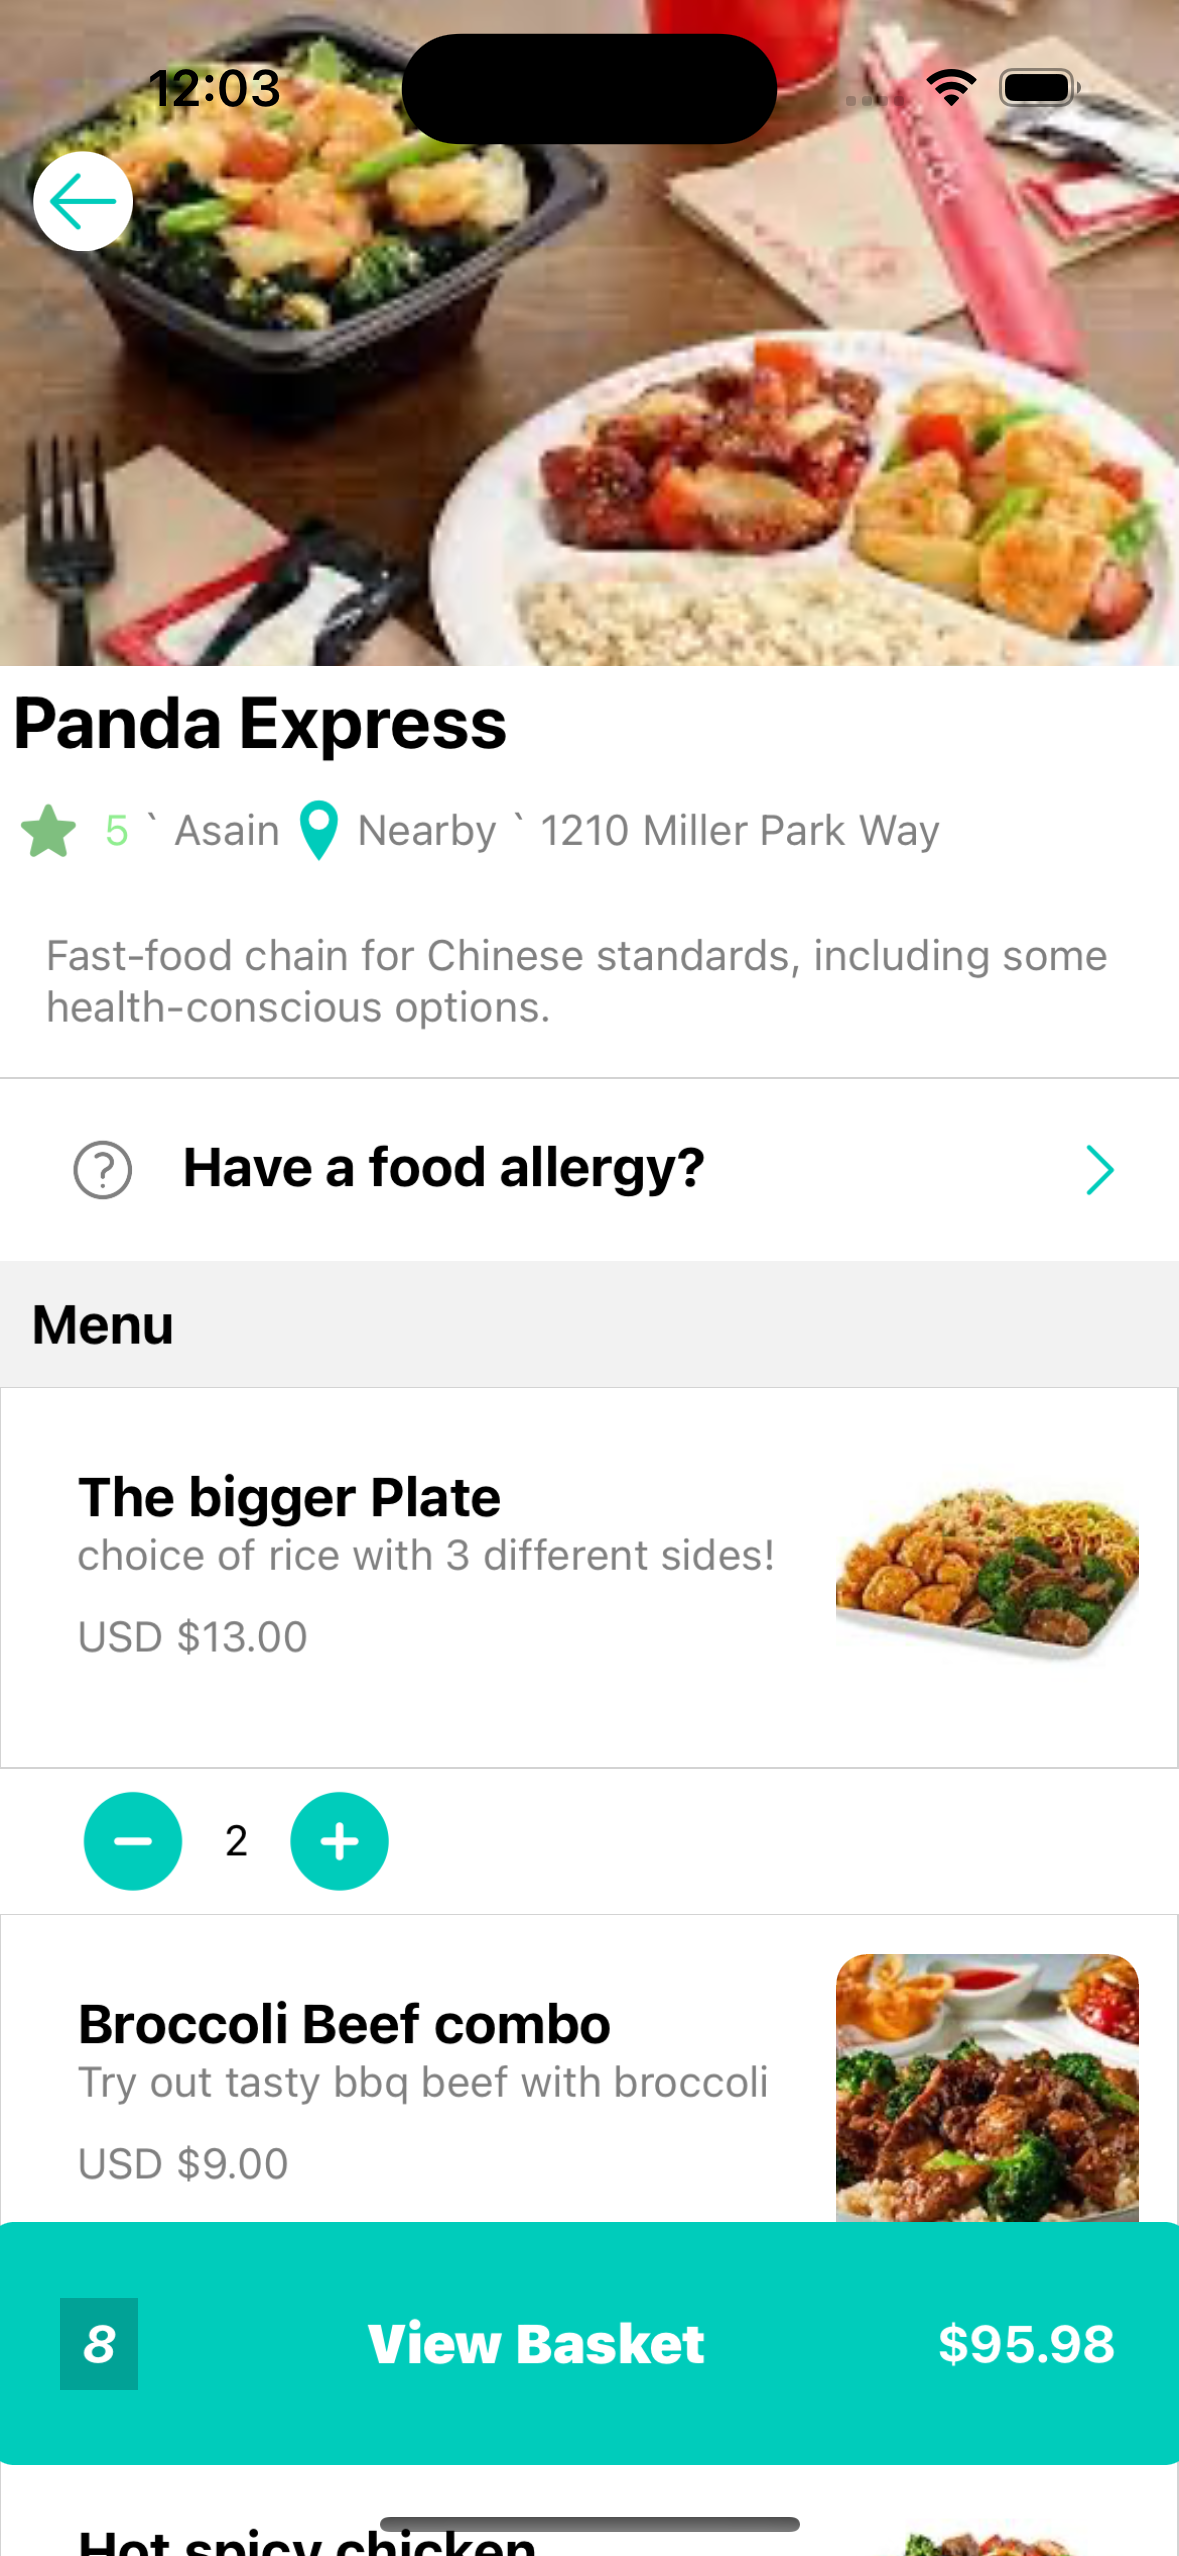 12:03
Panda Express
5 ` Asain Nearby ` 1210 Miller Park Way
Fast-food chain for Chinese standards, including some
health-conscious options.
? Have a food allergy?
Menu
The bigger Plate
choice of rice with 3 different sides!
USD $13.00
2
Broccoli Beef combo
Try out tasty bbq beef with broccoli
USD $9.00
8 View Basket $95.98
Hot spicy chicken